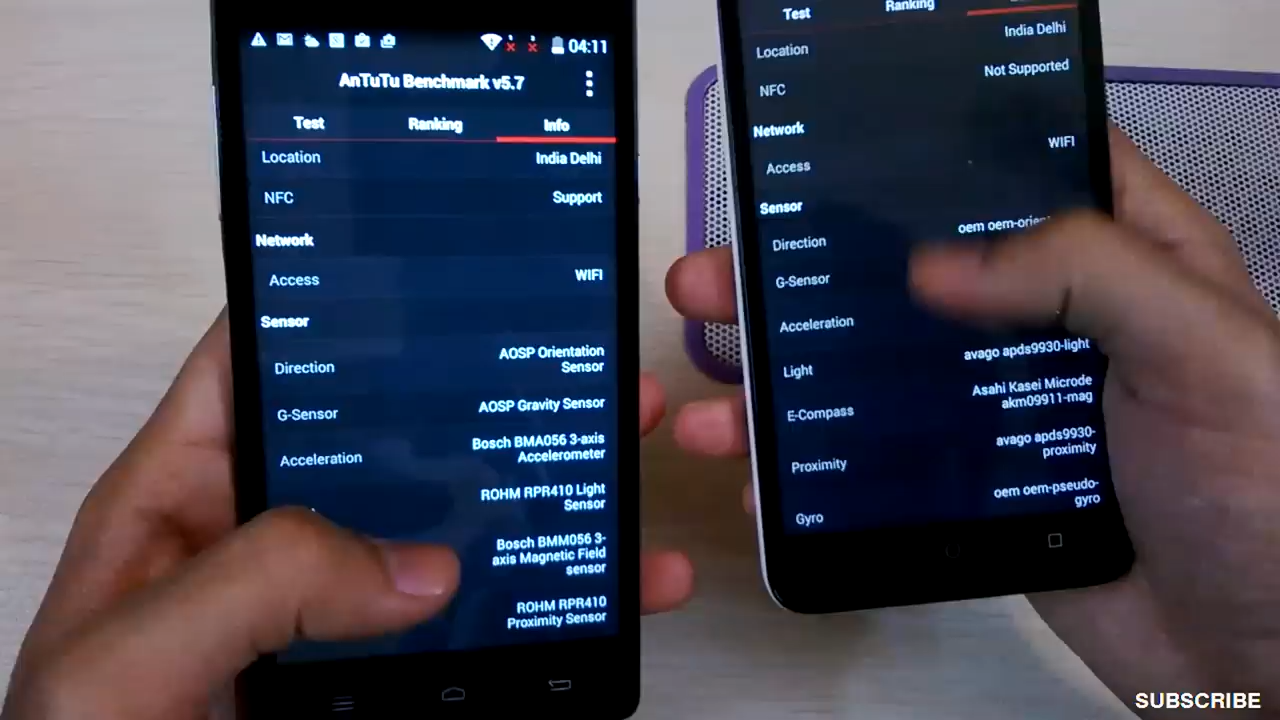 04:11
AnTuTu Benchmark v5.7
Test Ranking Info
Location India Delhi
NFC Support
Network
Access WIFI
Sensor
Direction AOSP Orientation
Sensor
G-Sensor AOSP Gravity Sensor
Acceleration Bosch BMA056 3-axis
Accelerometer
ROHM RPR410 Light
Sensor
Bosch BMM056 3-
axis Magnetic Field
sensor
ROHM RPR410
Proximity Sensor
Test Ranking
Location India Delhi
NFC Not Supported
Network
Access WIFI
Sensor
Direction oem
G-Sensor
Acceleration
Light avago apds9930-light
E-Compass Asahi Kasei Microde
akm09911-mag
Proximity avago apds9930-
proximity
Gyro oem oem-pseudo-
gyro
SUBSCRIBE